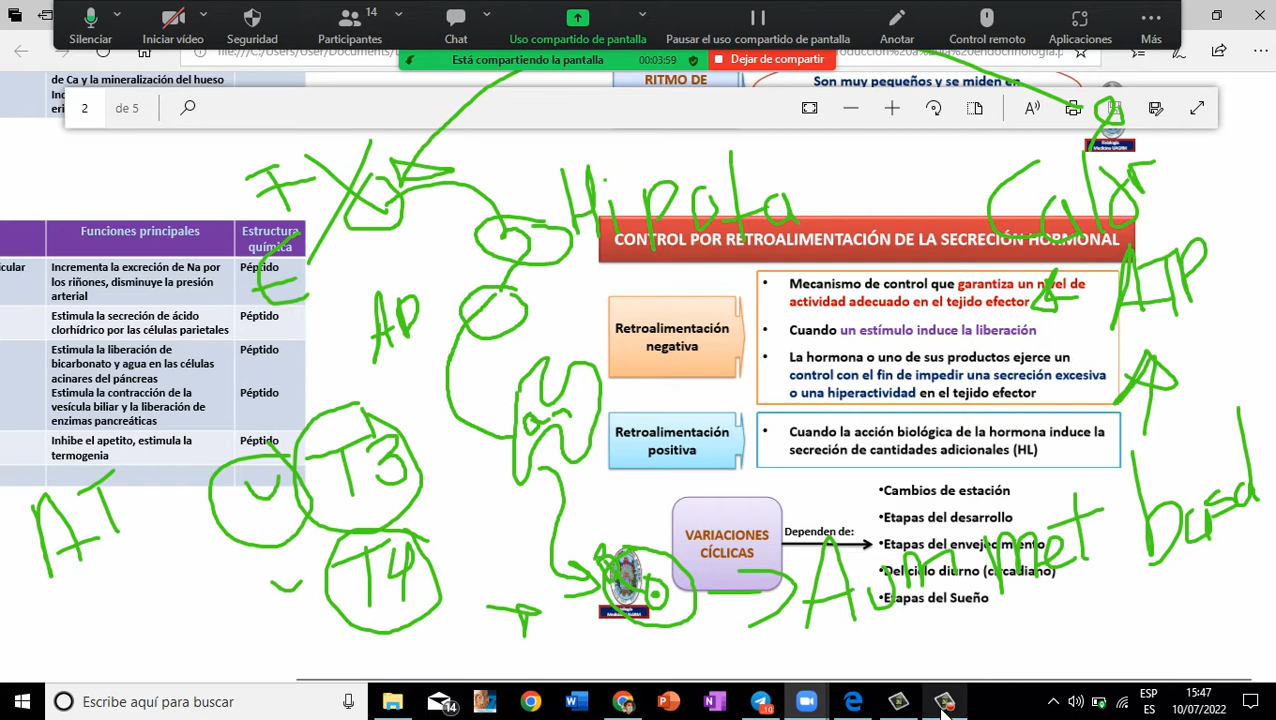 14
Silenciar
Iniciar vídeo
Seguridad
Participantes
Chat
Uso compartido de pantalla
Pausar el uso compartido de pantalla
Anotar
Control remoto
Aplicaciones
Más
Está compartiendo la pantalla
00:03:59
Dejar de compartir
de Ca y la mineralización del hueso
RITMO DE
Son muy pequeños y se miden en
2 de 5
Fisiología
Medicina UAGRM
Calor
Hipota
Funciones principales
Estructura química
CONTROL POR RETROALIMENTACIÓN DE LA SECRECIÓN HORMONAL
Incrementa la excreción de Na por los riñones, disminuye la presión arterial
Péptido
Estimula la secreción de ácido clorhídrico por las células parietales
Péptido
Estimula la liberación de bicarbonato y agua en las células acinares del páncreas
Péptido
Estimula la contracción de la vesícula biliar y la liberación de enzimas pancreáticas
Péptido
Inhibe el apetito, estimula la termogenia
Péptido
Retroalimentación negativa
• Mecanismo de control que garantiza un nivel de actividad adecuado en el tejido efector
• Cuando un estímulo induce la liberación
• La hormona o uno de sus productos ejerce un control con el fin de impedir una secreción excesiva o una hiperactividad en el tejido efector
ATP
AP
Retroalimentación positiva
• Cuando la acción biológica de la hormona induce la secreción de cantidades adicionales (HL)
T3
T4
VARIACIONES CÍCLICAS
Dependen de:
•Cambios de estación
•Etapas del desarrollo
•Etapas del envejecimiento
•Del ciclo diurno (circadiano)
•Etapas del Sueño
Aum met basal
Medicina UAGRM
Escribe aquí para buscar
14
10
ESP
ES
15:47
10/07/2022